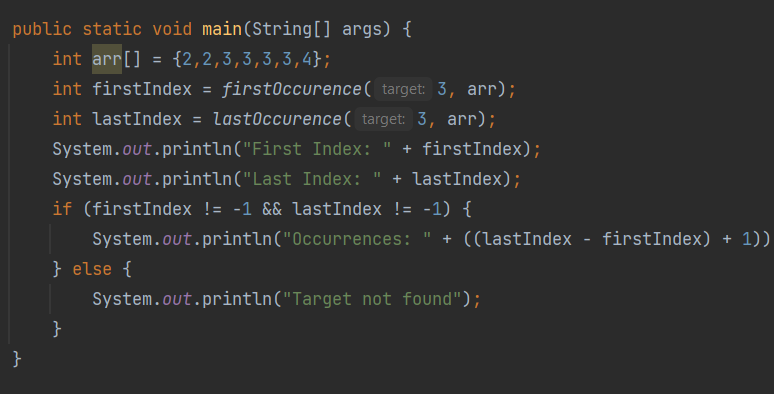 public static void main(String[] args) {
int arr[] = {2,2,3,3,3,3,4};
int firstIndex = firstOccurence( target: 3, arr);
int lastIndex = lastOccurence( target: 3, arr);
System.out.println("First Index: " + firstIndex);
System.out.println("Last Index: " + lastIndex);
if (firstIndex != -1 && lastIndex != -1) {
System.out.println("Occurrences: " + ((lastIndex - firstIndex) + 1))
} else {
System.out.println("Target not found");
}
}